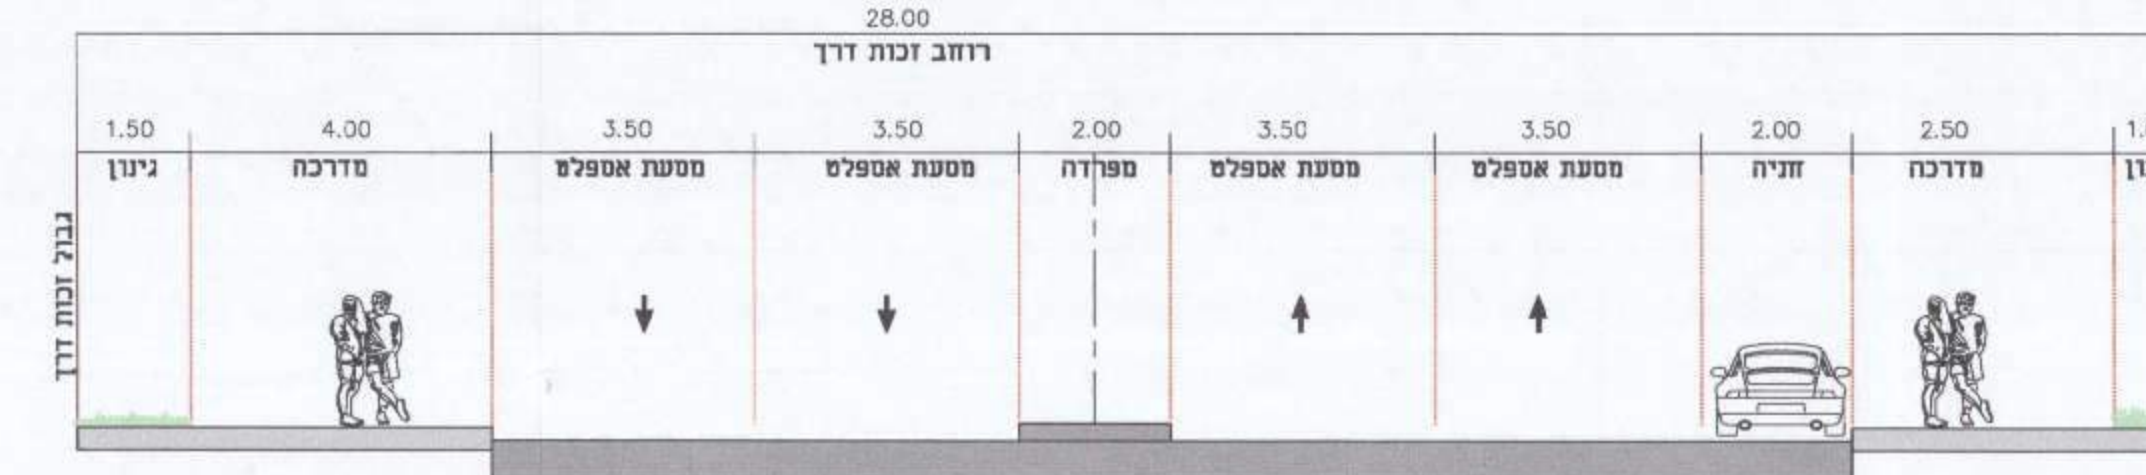 28.00
רוחב זכות דרך
1.50 4.00 3.50 3.50 2.00 3.50 3.50 2.00 2.50
גינון מדרכה מסעת אספלט מסעת אספלט מפרדה מסעת אספלט מסעת אספלט חניה מדרכה
גבול זכות דרך